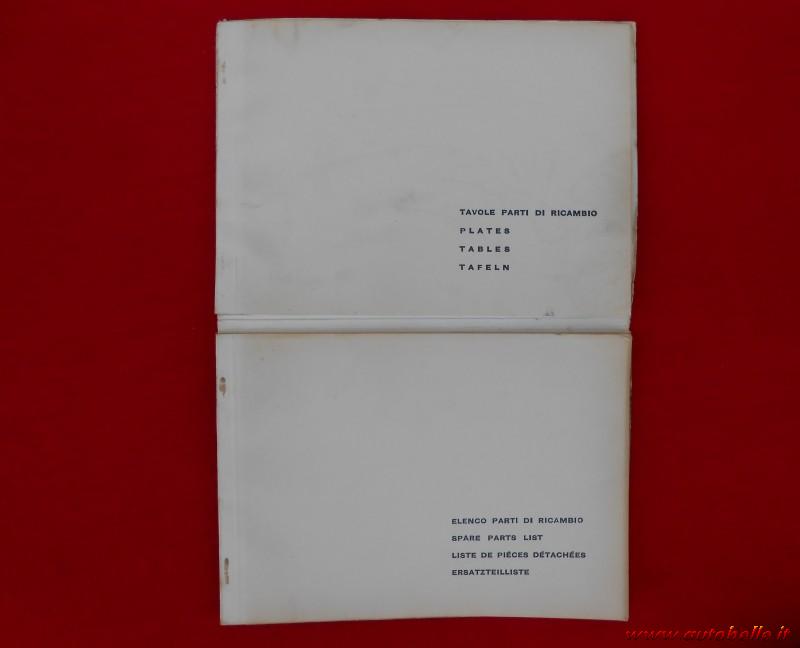 TAVOLE PARTI DI RICAMBIO
PLATES
TABLES
TAFELN
ELENCO PARTI DI RICAMBIO
SPARE PARTS LIST
LISTE DE PIÉCES DÉTACHÉES
ERSATZTEILLISTE
www.autobelle.it